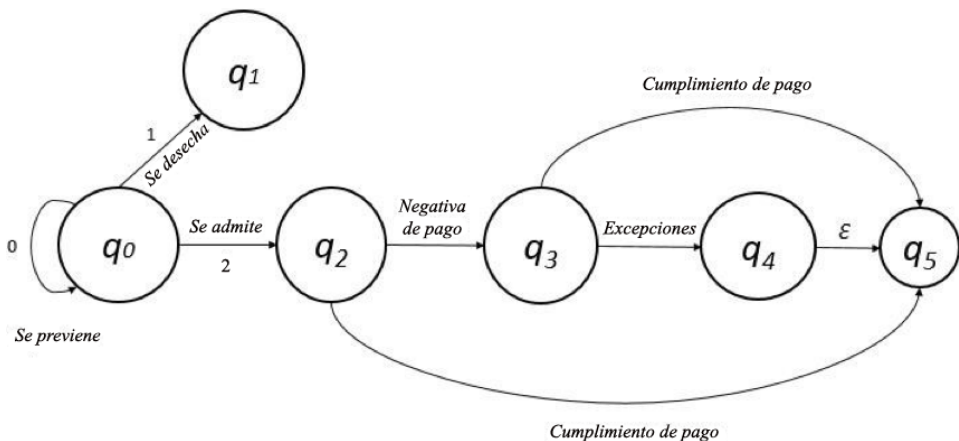 q1
Cumplimiento de pago
1
Se desecha
0
q0
Se admite
2
q2
Negativa
de pago
q3
Excepciones
q4
ε
q5
Se previene
Cumplimiento de pago